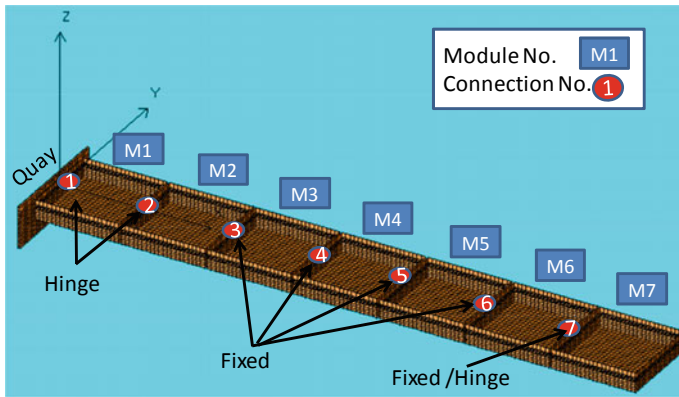 Z
Y
Module No. M1
Connection No. 1
Quay
M1
M2
M3
M4
M5
M6
M7
1
2
3
4
5
6
7
Hinge
Fixed
Fixed /Hinge